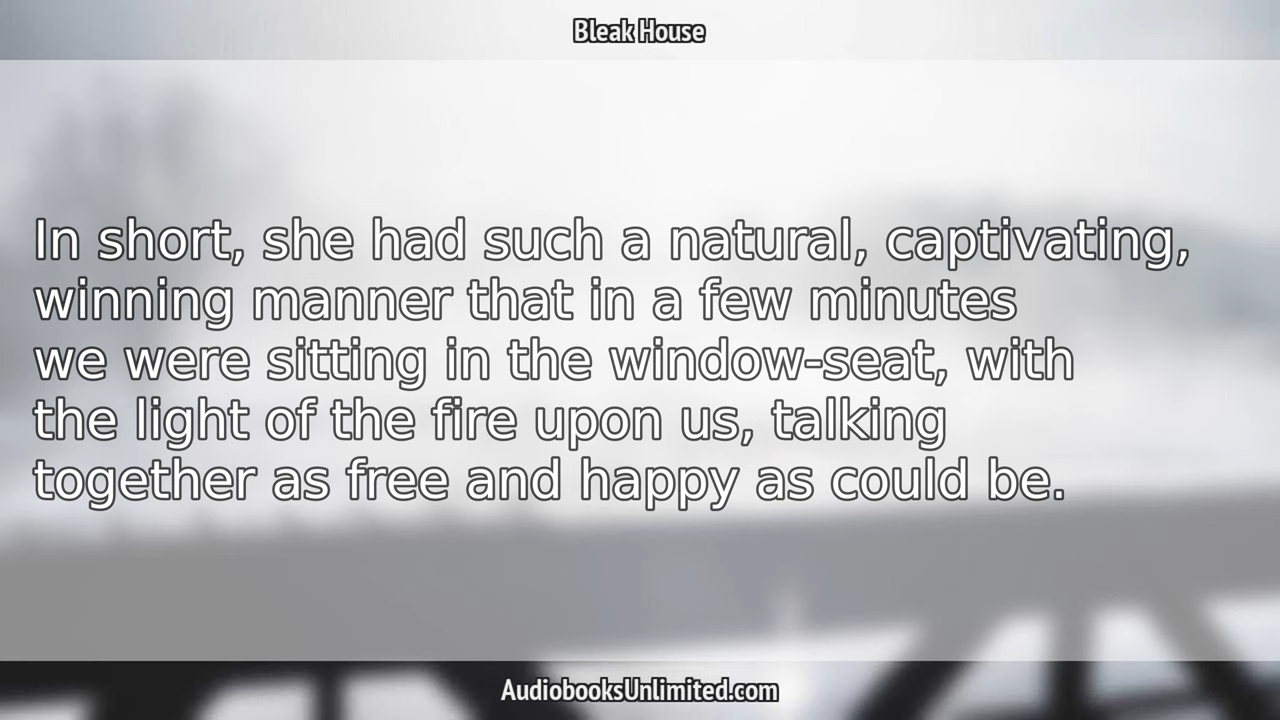 Bleak House
In short, she had such a natural, captivating,
winning manner that in a few minutes
we were sitting in the window-seat, with
the light of the fire upon us, talking
together as free and happy as could be.
AudiobooksUnlimited.com